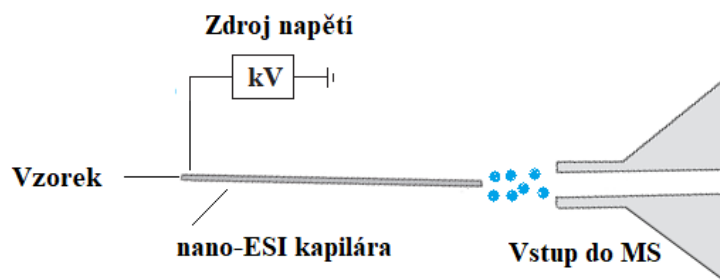 Zdroj napětí
kV
Vzorek
nano-ESI kapilára
Vstup do MS